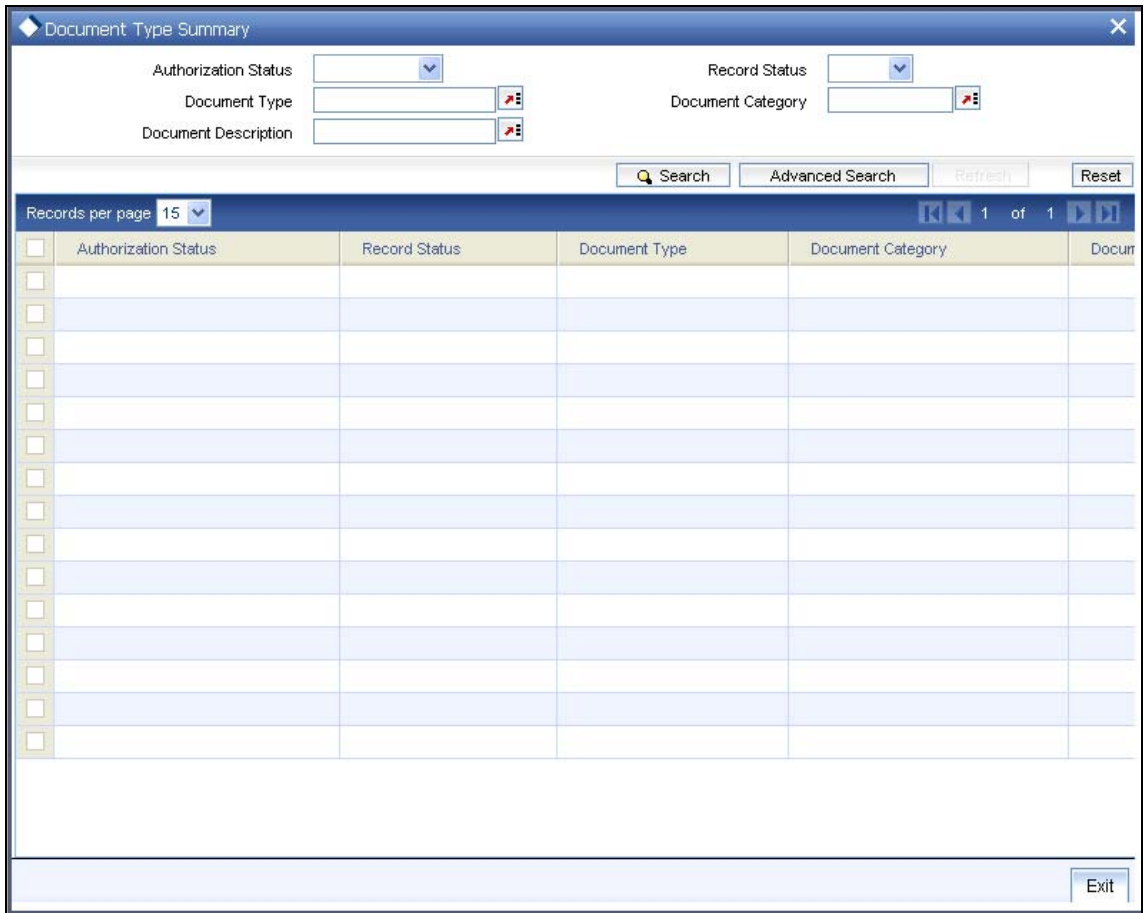 Document Type Summary
Authorization Status
Record Status
Document Type
Document Category
Document Description
Search
Advanced Search
Refresh
Reset
Records per page 15
1 of 1
Authorization Status
Record Status
Document Type
Document Category
Docum
Exit